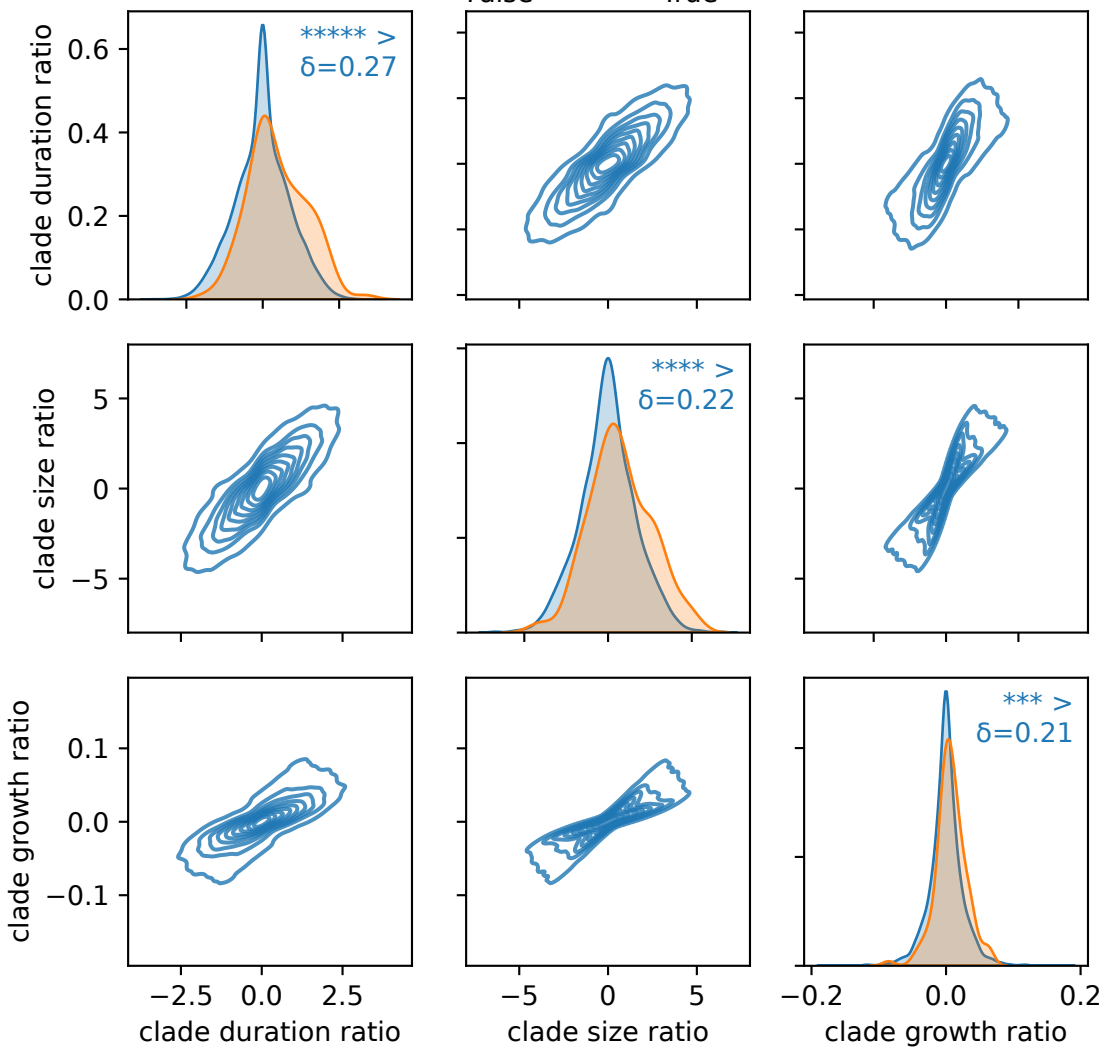 False True
clade duration ratio
0.6
0.4
0.2
0.0
***** >
δ=0.27
clade size ratio
5
0
−5
**** >
δ=0.22
clade growth ratio
0.1
0.0
−0.1
*** >
δ=0.21
−2.5 0.0 2.5
−5 0 5
−0.2 0.0 0.2
clade duration ratio
clade size ratio
clade growth ratio